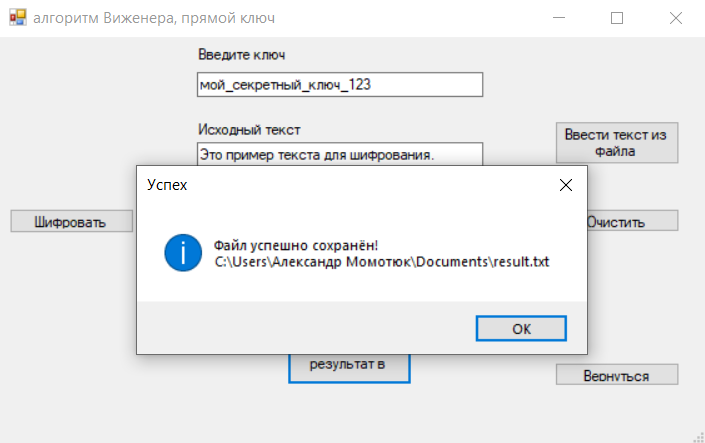 алгоритм Виженера, прямой ключ
Введите ключ
мой_секретный_ключ_123
Исходный текст
Это пример текста для шифрования.
Ввести текст из
файла
Успех
Шифровать
Файл успешно сохранён!
C:\Users\Александр Момотюк\Documents\result.txt
Очистить
OK
результат в
Вернуться